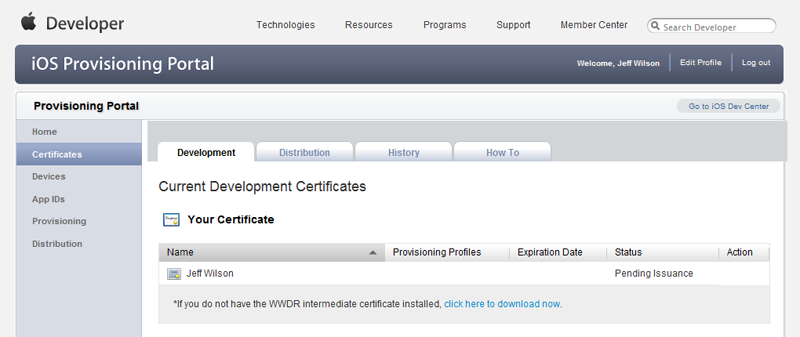 Developer
Technologies Resources Programs Support Member Center Search Developer
iOS Provisioning Portal
Welcome, Jeff Wilson Edit Profile Log out
Provisioning Portal
Go to iOS Dev Center
Home
Certificates
Devices
App IDs
Provisioning
Distribution
Development Distribution History How To
Current Development Certificates
Your Certificate
Name Provisioning Profiles Expiration Date Status Action
Jeff Wilson Pending Issuance
*If you do not have the WWDR intermediate certificate installed, click here to download now.